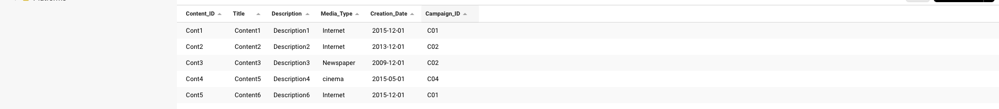 Content_ID Title Description Media_Type Creation_Date Campaign_ID
Cont1 Content1 Description1 Internet 2015-12-01 C01
Cont2 Content2 Description2 Internet 2013-12-01 C02
Cont3 Content3 Description3 Newspaper 2009-12-01 C02
Cont4 Content5 Description4 cinema 2015-05-01 C04
Cont5 Content6 Description6 Internet 2015-12-01 C01